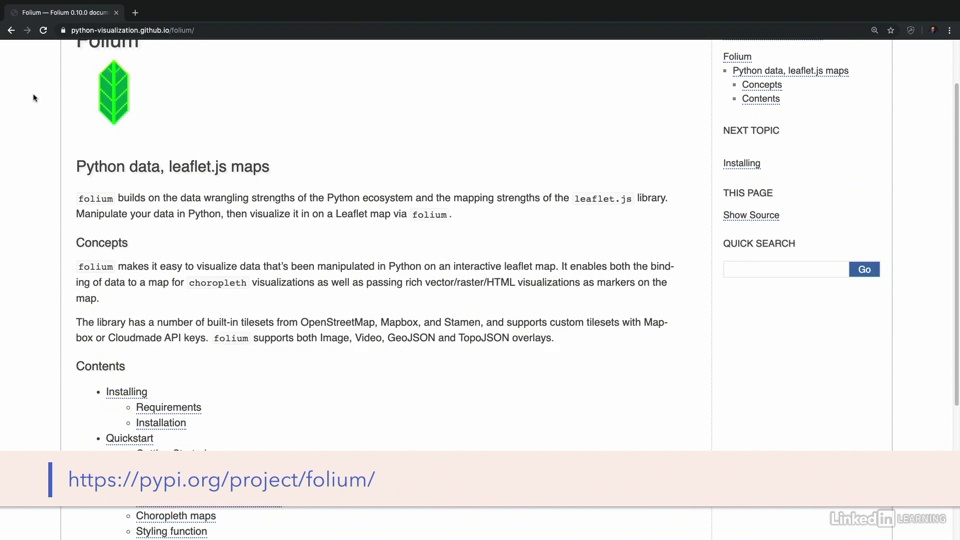 Folium — Folium 0.10.0 docum
python-visualization.github.io/folium/
Folium
Python data, leaflet.js maps
folium builds on the data wrangling strengths of the Python ecosystem and the mapping strengths of the leaflet.js library.
Manipulate your data in Python, then visualize it in on a Leaflet map via folium.
Concepts
folium makes it easy to visualize data that's been manipulated in Python on an interactive leaflet map. It enables both the bind-
ing of data to a map for choropleth visualizations as well as passing rich vector/raster/HTML visualizations as markers on the
map.
The library has a number of built-in tilesets from OpenStreetMap, Mapbox, and Stamen, and supports custom tilesets with Map-
box or Cloudmade API keys. folium supports both Image, Video, GeoJSON and TopoJSON overlays.
Contents
• Installing
◦ Requirements
◦ Installation
• Quickstart
https://pypi.org/project/folium/
◦ Choropleth maps
◦ Styling function
Folium
Python data, leaflet.js maps
Concepts
Contents
NEXT TOPIC
Installing
THIS PAGE
Show Source
QUICK SEARCH
Go
LinkedIn LEARNING